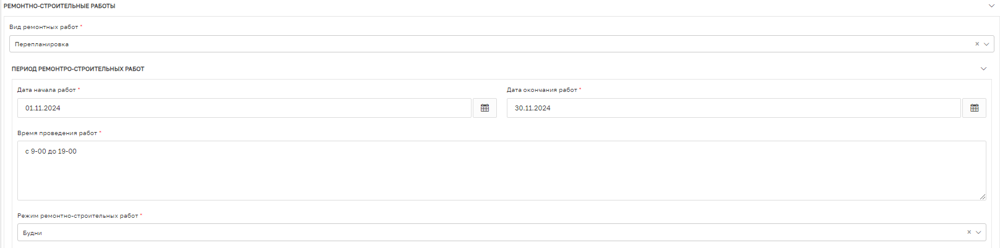 РЕМОНТНО-СТРОИТЕЛЬНЫЕ РАБОТЫ
Вид ремонтных работ *
Перепланировка
ПЕРИОД РЕМОНТРО-СТРОИТЕЛЬНЫХ РАБОТ
Дата начала работ * Дата окончания работ *
01.11.2024 30.11.2024
Время проведения работ *
с 9-00 до 19-00
Режим ремонтно-строительных работ *
Будни